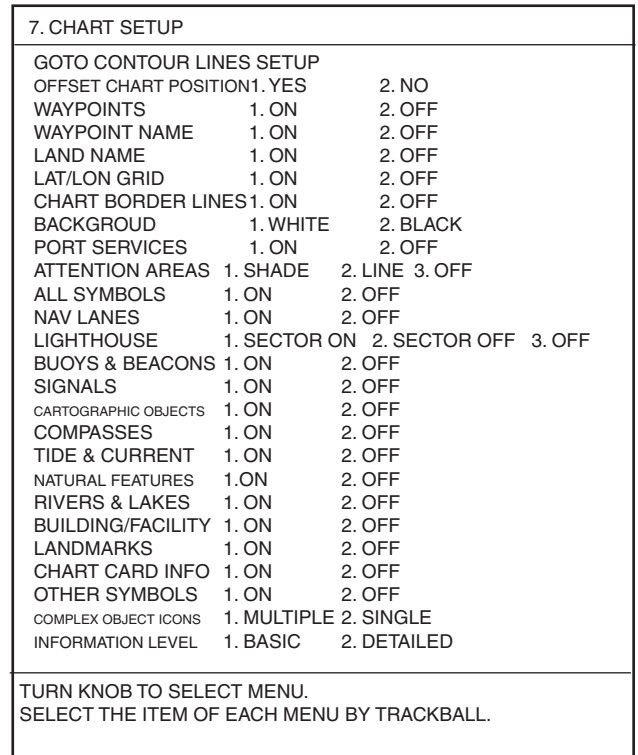 7. CHART SETUP
GOTO CONTOUR LINES SETUP
OFFSET CHART POSITION1. YES 2. NO
WAYPOINTS 1. ON 2. OFF
WAYPOINT NAME 1. ON 2. OFF
LAND NAME 1. ON 2. OFF
LAT/LON GRID 1. ON 2. OFF
CHART BORDER LINES1. ON 2. OFF
BACKGROUD 1. WHITE 2. BLACK
PORT SERVICES 1. ON 2. OFF
ATTENTION AREAS 1. SHADE 2. LINE 3. OFF
ALL SYMBOLS 1. ON 2. OFF
NAV LANES 1. ON 2. OFF
LIGHTHOUSE 1. SECTOR ON 2. SECTOR OFF 3. OFF
BUOYS & BEACONS 1. ON 2. OFF
SIGNALS 1. ON 2. OFF
CARTOGRAPHIC OBJECTS 1. ON 2. OFF
COMPASSES 1. ON 2. OFF
TIDE & CURRENT 1. ON 2. OFF
NATURAL FEATURES 1.ON 2. OFF
RIVERS & LAKES 1. ON 2. OFF
BUILDING/FACILITY 1. ON 2. OFF
LANDMARKS 1. ON 2. OFF
CHART CARD INFO 1. ON 2. OFF
OTHER SYMBOLS 1. ON 2. OFF
COMPLEX OBJECT ICONS 1. MULTIPLE 2. SINGLE
INFORMATION LEVEL 1. BASIC 2. DETAILED
TURN KNOB TO SELECT MENU.
SELECT THE ITEM OF EACH MENU BY TRACKBALL.